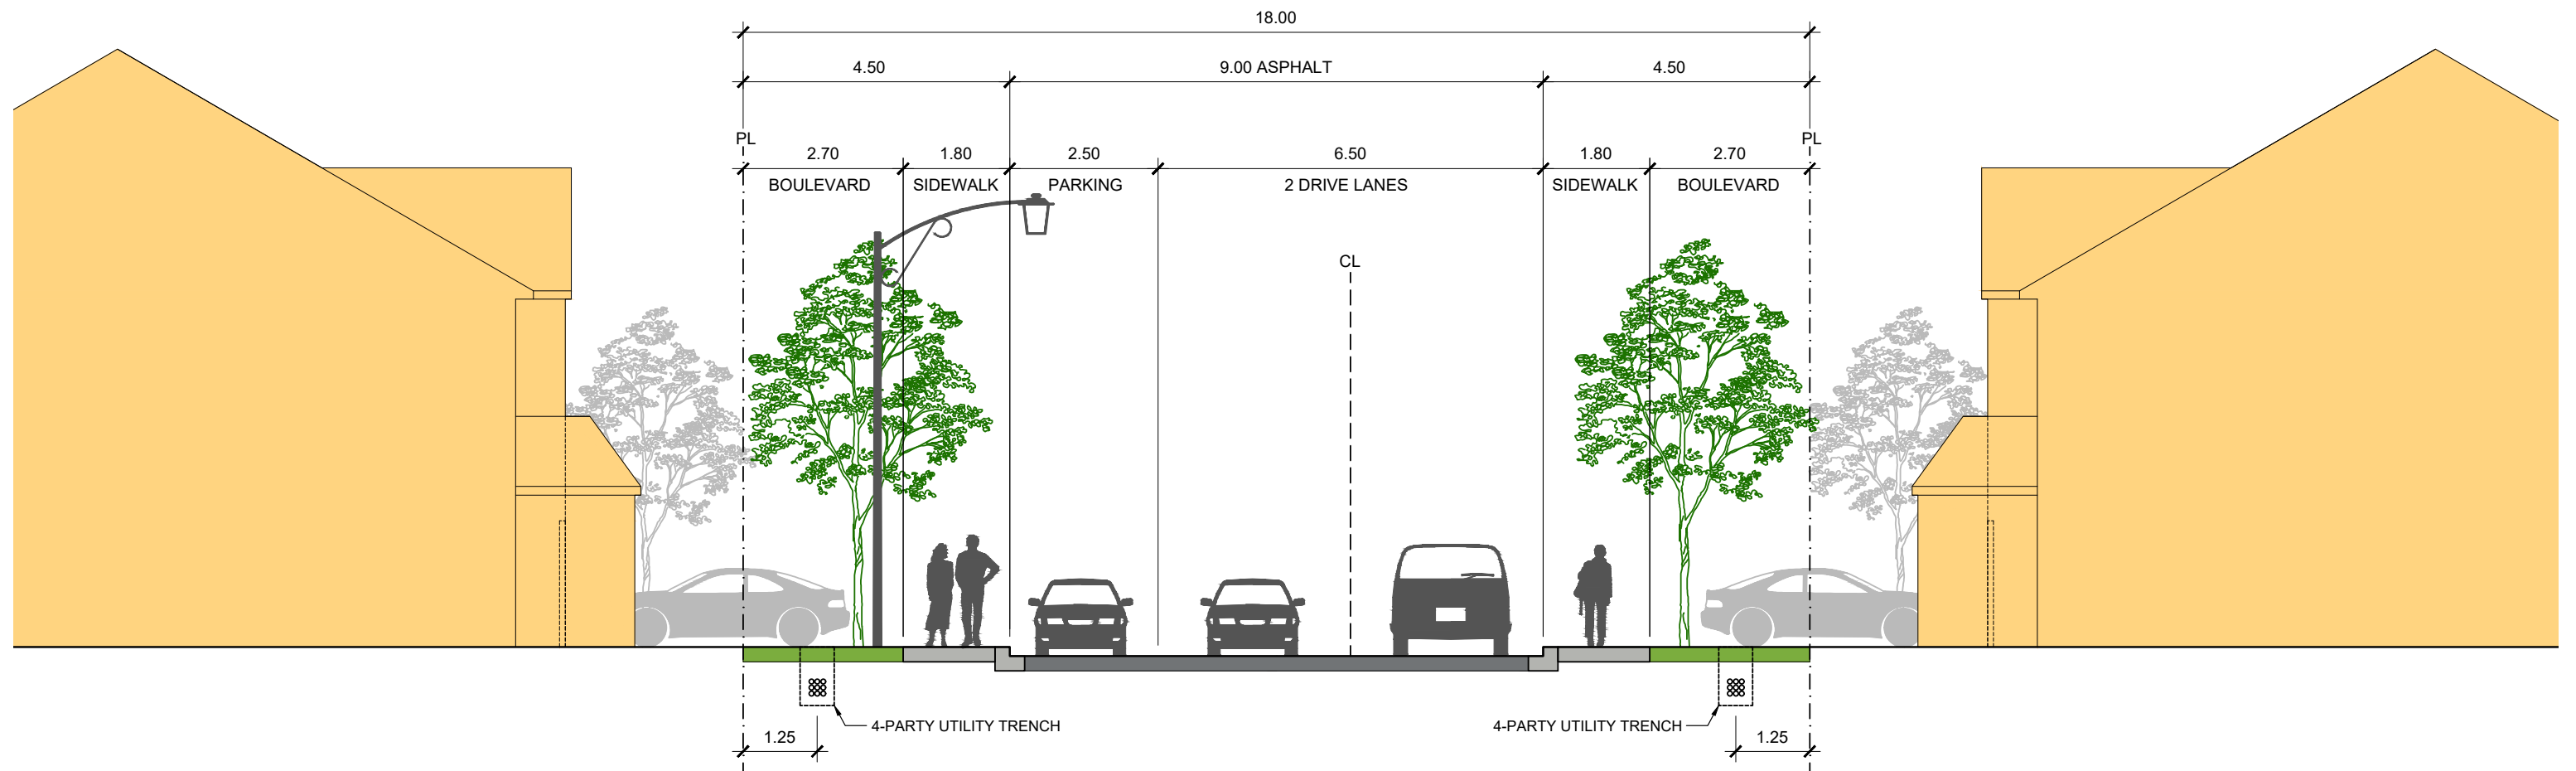 18.00
4.50 9.00 ASPHALT 4.50
PL PL
2.70 1.80 2.50 6.50 1.80 2.70
BOULEVARD SIDEWALK PARKING 2 DRIVE LANES SIDEWALK BOULEVARD
CL
4-PARTY UTILITY TRENCH 4-PARTY UTILITY TRENCH
1.25 1.25